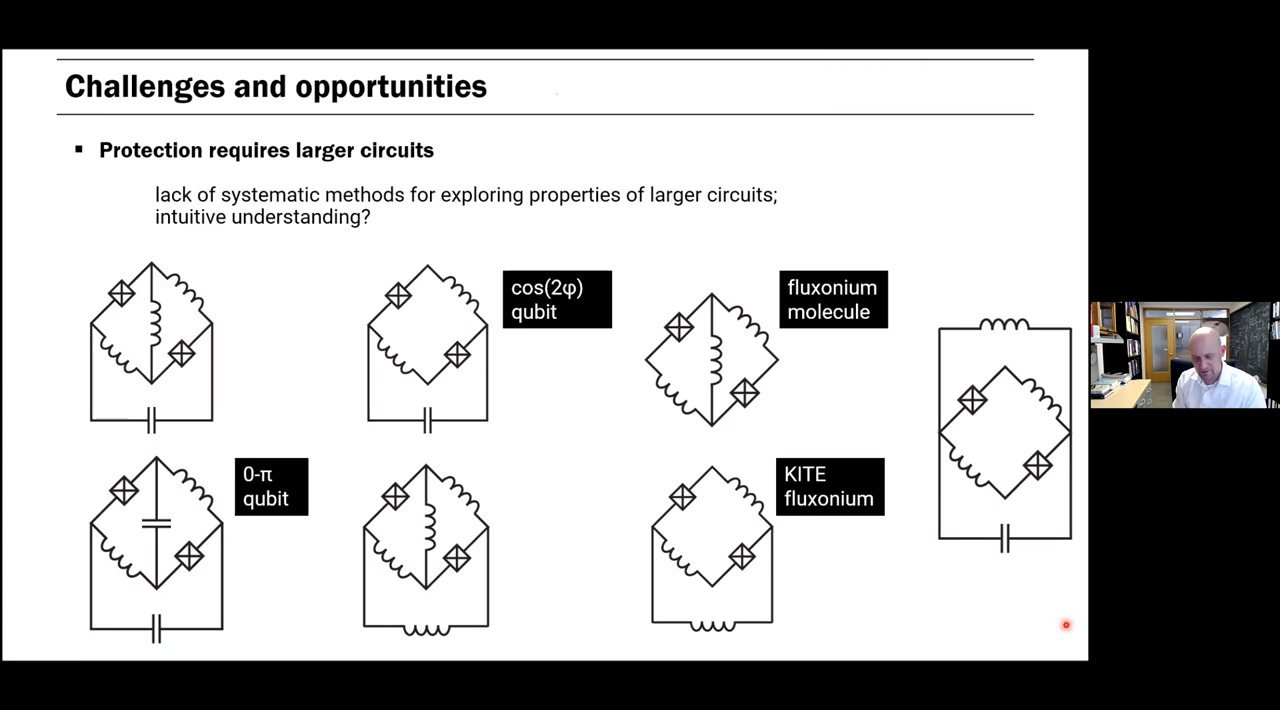 Challenges and opportunities
▪ Protection requires larger circuits
lack of systematic methods for exploring properties of larger circuits;
intuitive understanding?
cos(2φ)
qubit
fluxonium
molecule
0-π
qubit
KITE
fluxonium